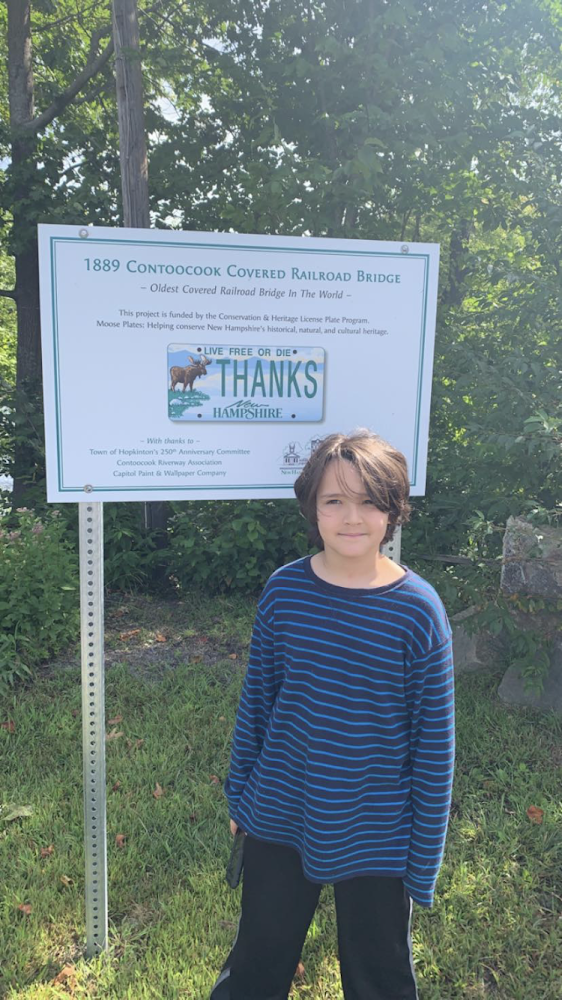 1889 Contoocook Covered Railroad Bridge
– Oldest Covered Railroad Bridge In The World –
This project is funded by the Conservation & Heritage License Plate Program.
Moose Plates: Helping conserve New Hampshire's historical, natural, and cultural heritage.
LIVE FREE OR DIE
THANKS
New
HAMPSHIRE
– With thanks to –
Town of Hopkinton's 250th Anniversary Committee
Contoocook Riverway Association
Capitol Paint & Wallpaper Company